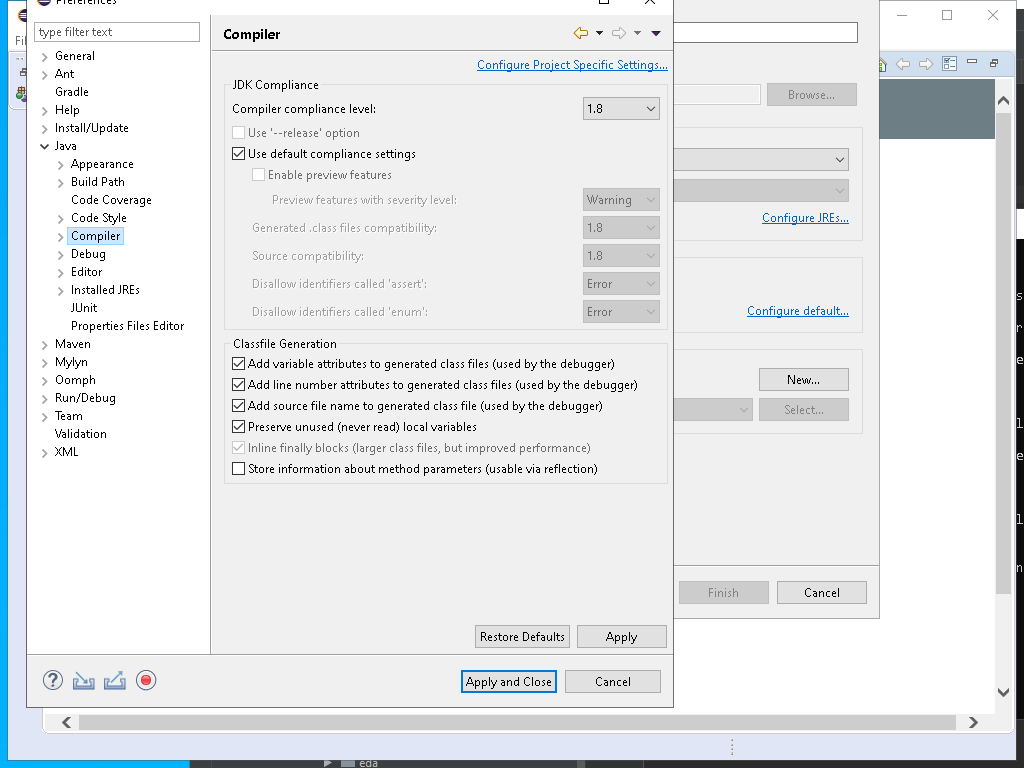 Preferences
type filter text
General
Ant
Gradle
Help
Install/Update
Java
Appearance
Build Path
Code Coverage
Code Style
Compiler
Debug
Editor
Installed JREs
JUnit
Properties Files Editor
Maven
Mylyn
Oomph
Run/Debug
Team
Validation
XML
Compiler
Configure Project Specific Settings...
JDK Compliance
Compiler compliance level: 1.8
Use '--release' option
Use default compliance settings
Enable preview features
Preview features with severity level: Warning
Generated .class files compatibility: 1.8
Source compatibility: 1.8
Disallow identifiers called 'assert': Error
Disallow identifiers called 'enum': Error
Classfile Generation
Add variable attributes to generated class files (used by the debugger)
Add line number attributes to generated class files (used by the debugger)
Add source file name to generated class file (used by the debugger)
Preserve unused (never read) local variables
Inline finally blocks (larger class files, but improved performance)
Store information about method parameters (usable via reflection)
Restore Defaults Apply
Apply and Close Cancel
Browse...
Configure JREs...
Configure default...
New...
Select...
Finish Cancel
eda